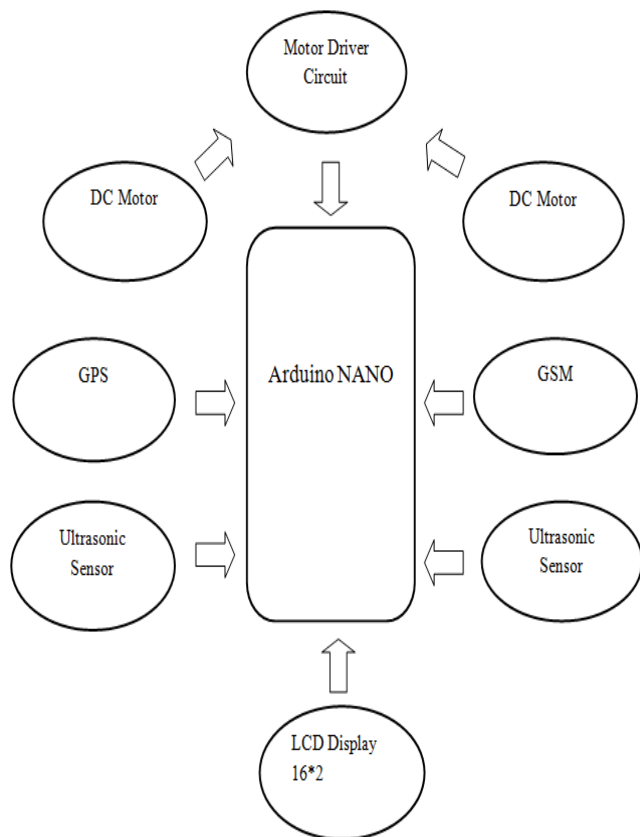 Motor Driver
Circuit
DC Motor
DC Motor
GPS
Arduino NANO
GSM
Ultrasonic
Sensor
Ultrasonic
Sensor
LCD Display
16*2